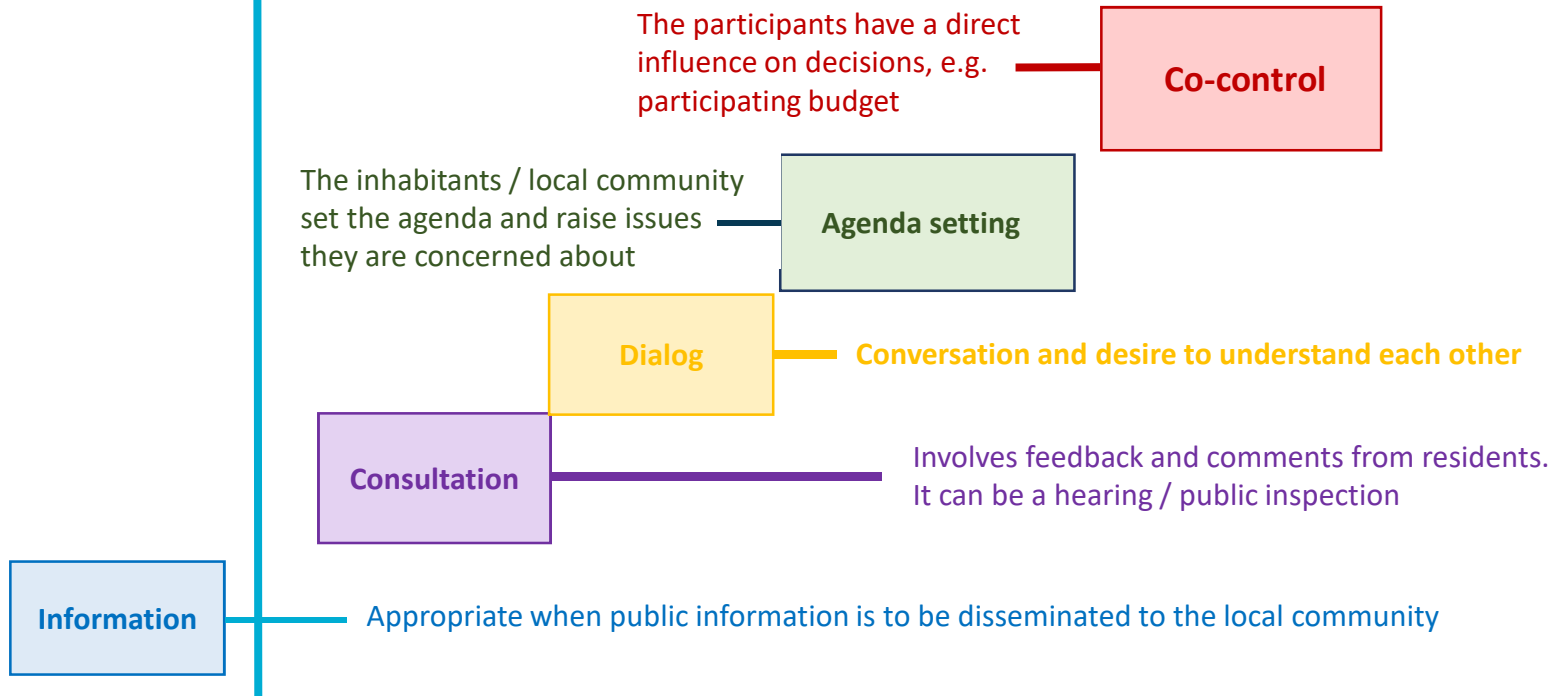 The participants have a direct
influence on decisions, e.g.
participating budget
Co-control
The inhabitants / local community
set the agenda and raise issues
they are concerned about
Agenda setting
Dialog
Conversation and desire to understand each other
Consultation
Involves feedback and comments from residents.
It can be a hearing / public inspection
Information
Appropriate when public information is to be disseminated to the local community